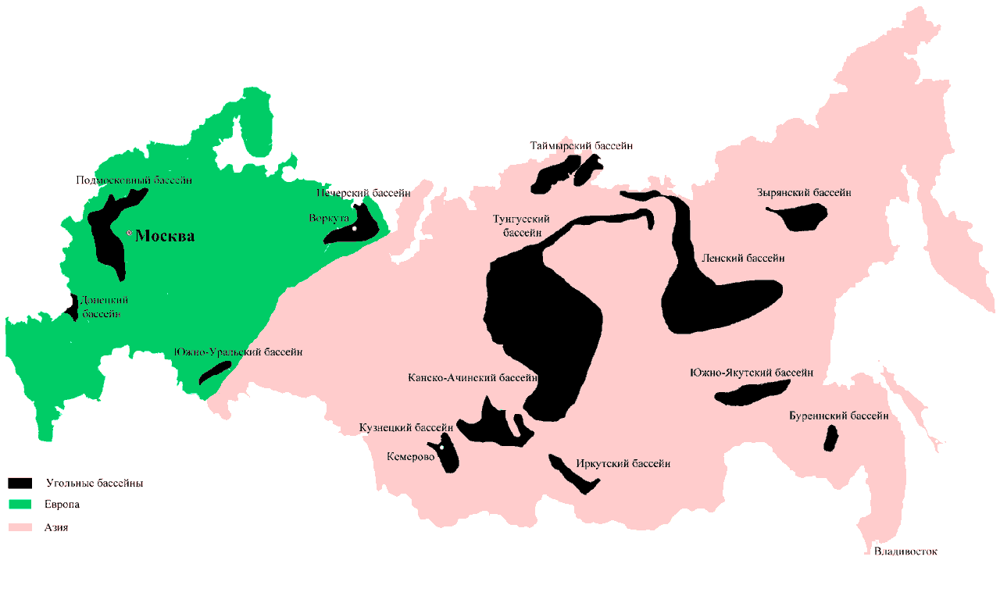 Таймырский бассейн
Подмосковный бассейн
Печерский бассейн
Зырянский бассейн
Воркута
Тунгусский
бассейн
Москва
Ленский бассейн
Донецкий
бассейн
Южно-Уральский бассейн
Канско-Ачинский бассейн
Южно-Якутский бассейн
Буреинский бассейн
Кузнецкий бассейн
Кемерово
Иркутский бассейн
Угольные бассейны
Европа
Азия
Владивосток